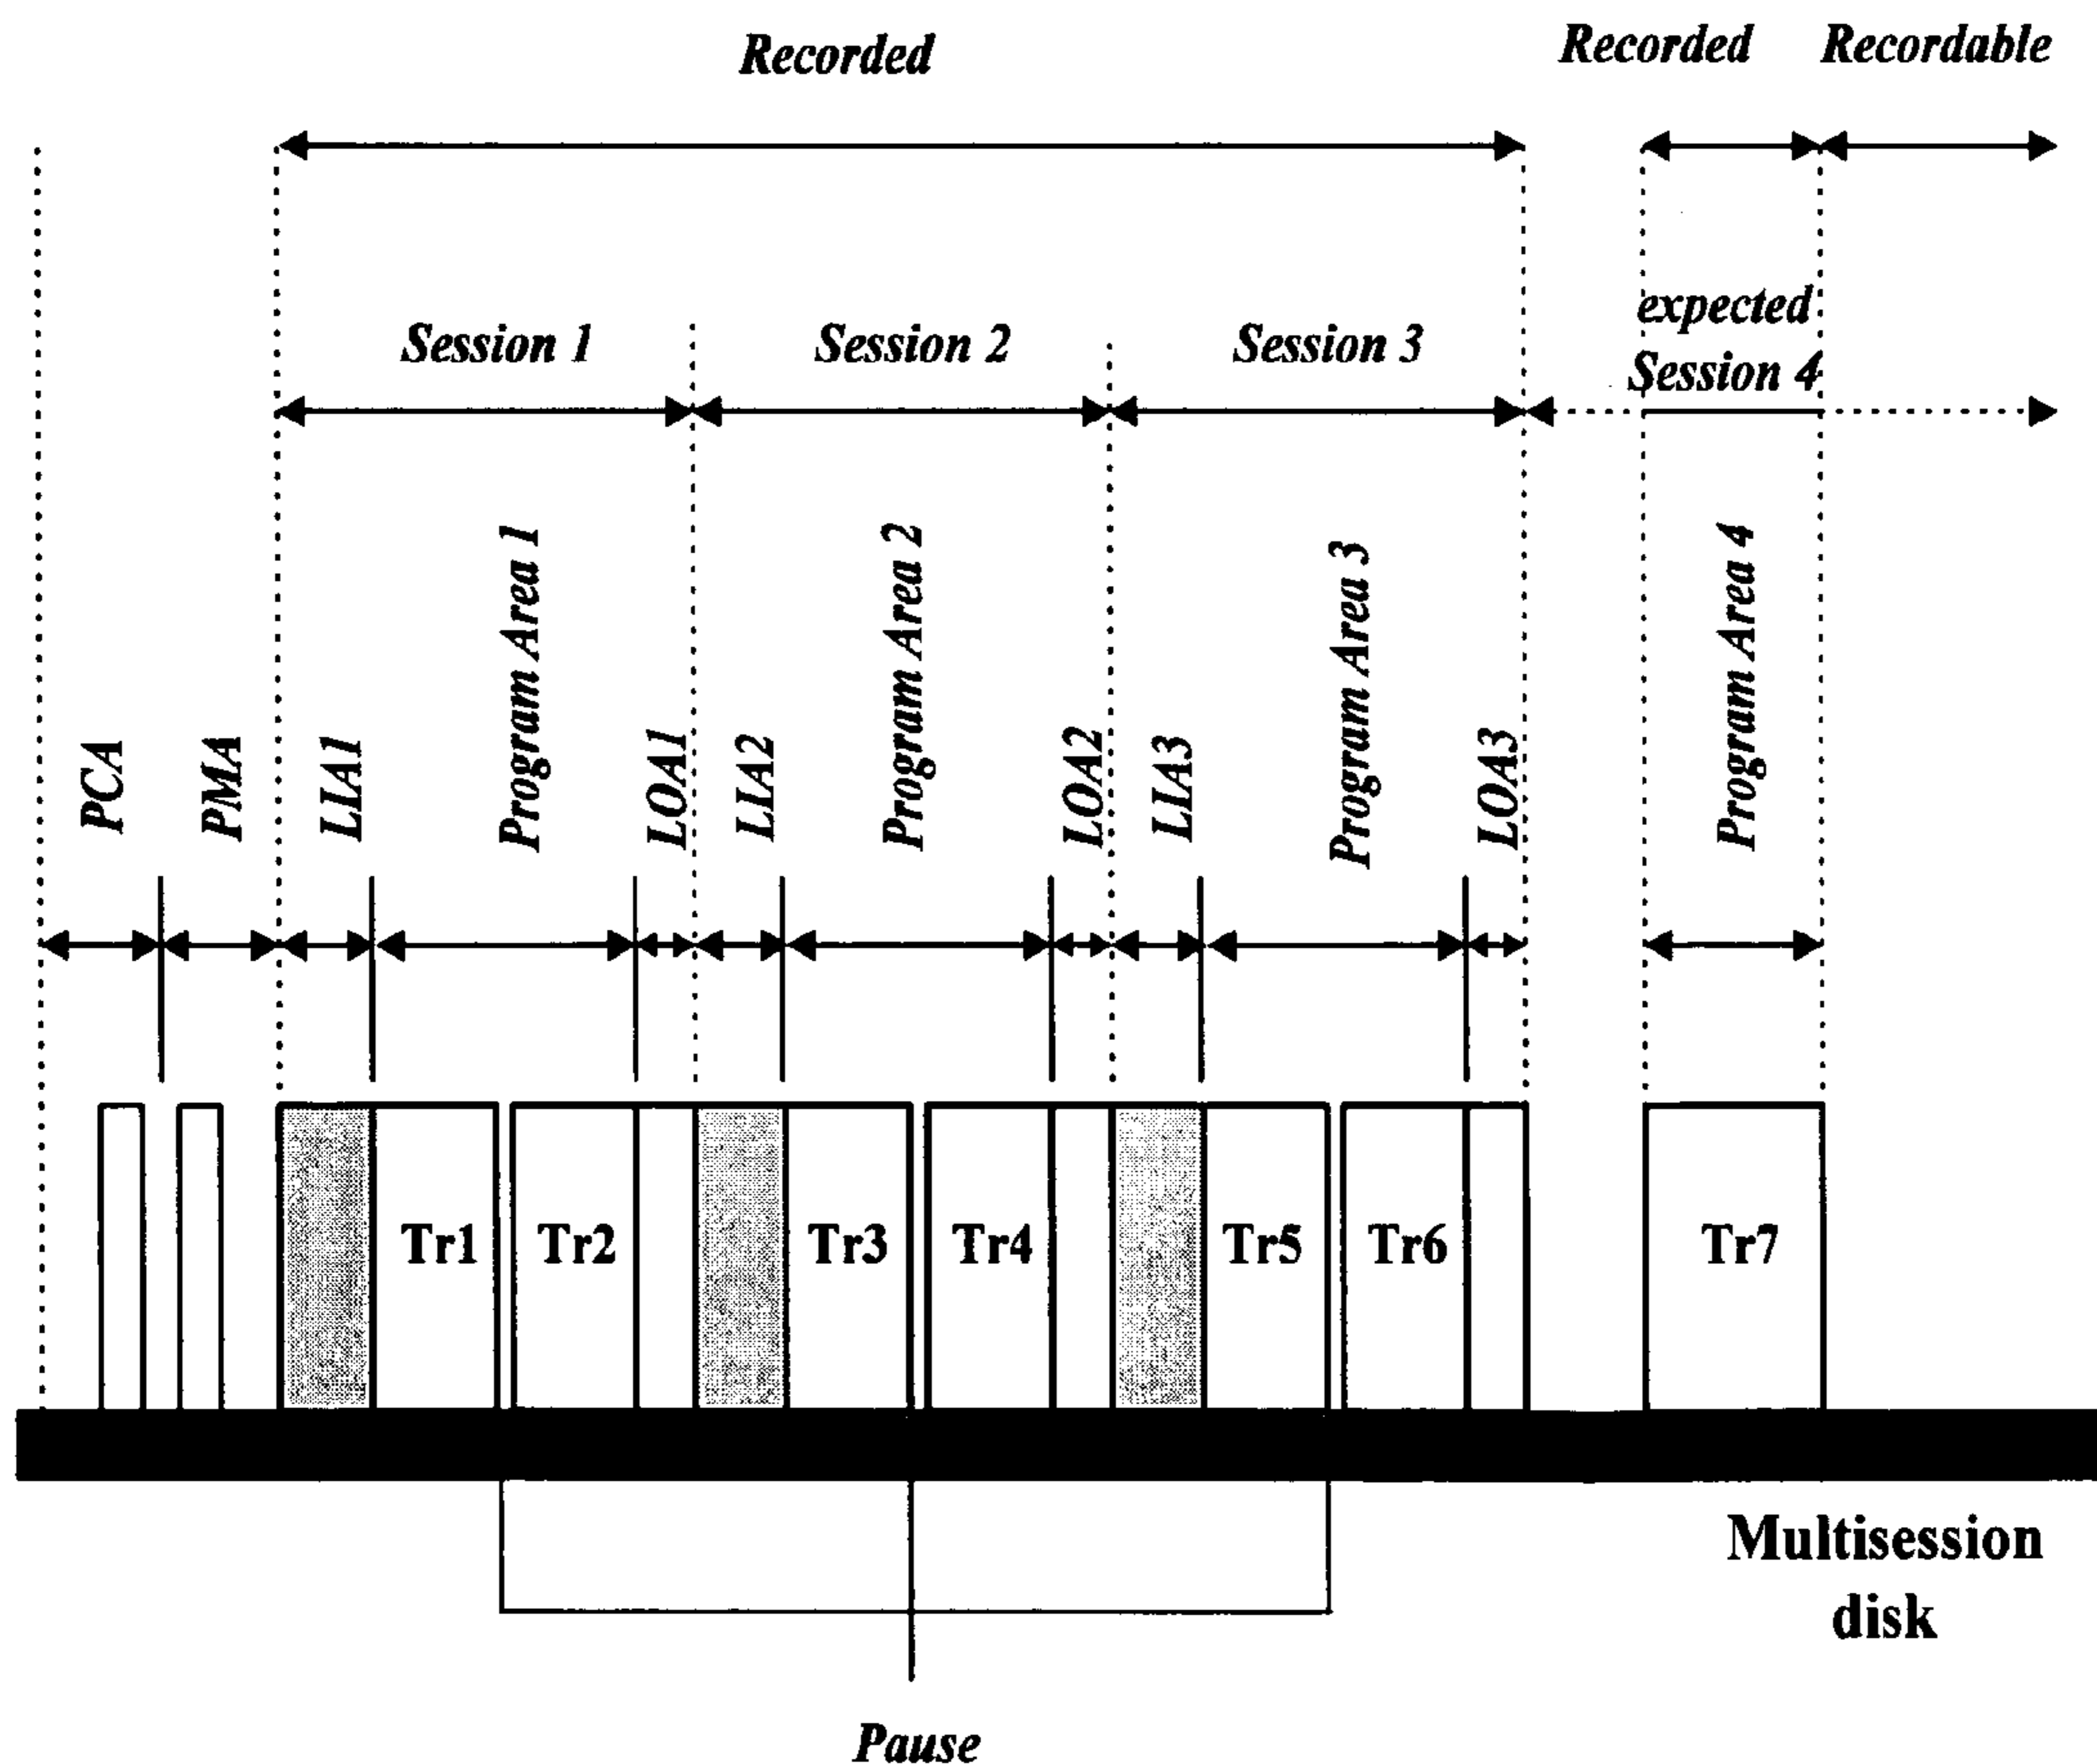 Recorded
Recorded
Recordable
Session 1
Session 2
Session 3
expected
Session 4
PCA
PMA
LIA1
Program Area 1
LOA1
LIA2
Program Area 2
LOA2
LIA3
Program Area 3
LOA3
Program Area 4
Tr1
Tr2
Tr3
Tr4
Tr5
Tr6
Tr7
Multisession
disk
Pause